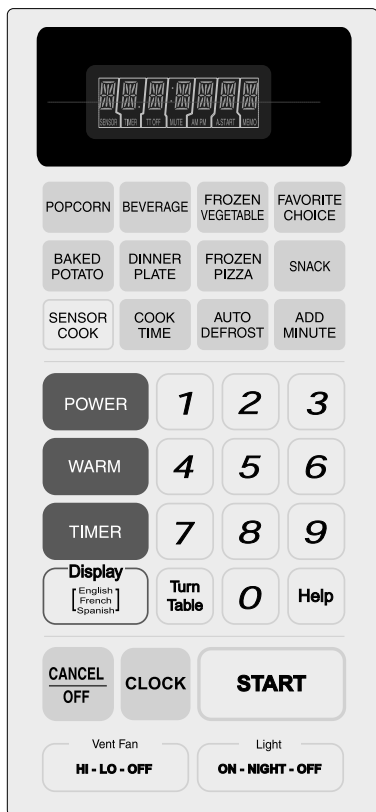 SENSOR TIMER TT OFF MUTE AM PM A.START MEMO
POPCORN BEVERAGE FROZEN VEGETABLE FAVORITE CHOICE
BAKED POTATO DINNER PLATE FROZEN PIZZA SNACK
SENSOR COOK COOK TIME AUTO DEFROST ADD MINUTE
POWER 1 2 3
WARM 4 5 6
TIMER 7 8 9
Display
[English
French
Spanish]
Turn
Table
0 Help
CANCEL
OFF
CLOCK START
Vent Fan
HI - LO - OFF
Light
ON - NIGHT - OFF